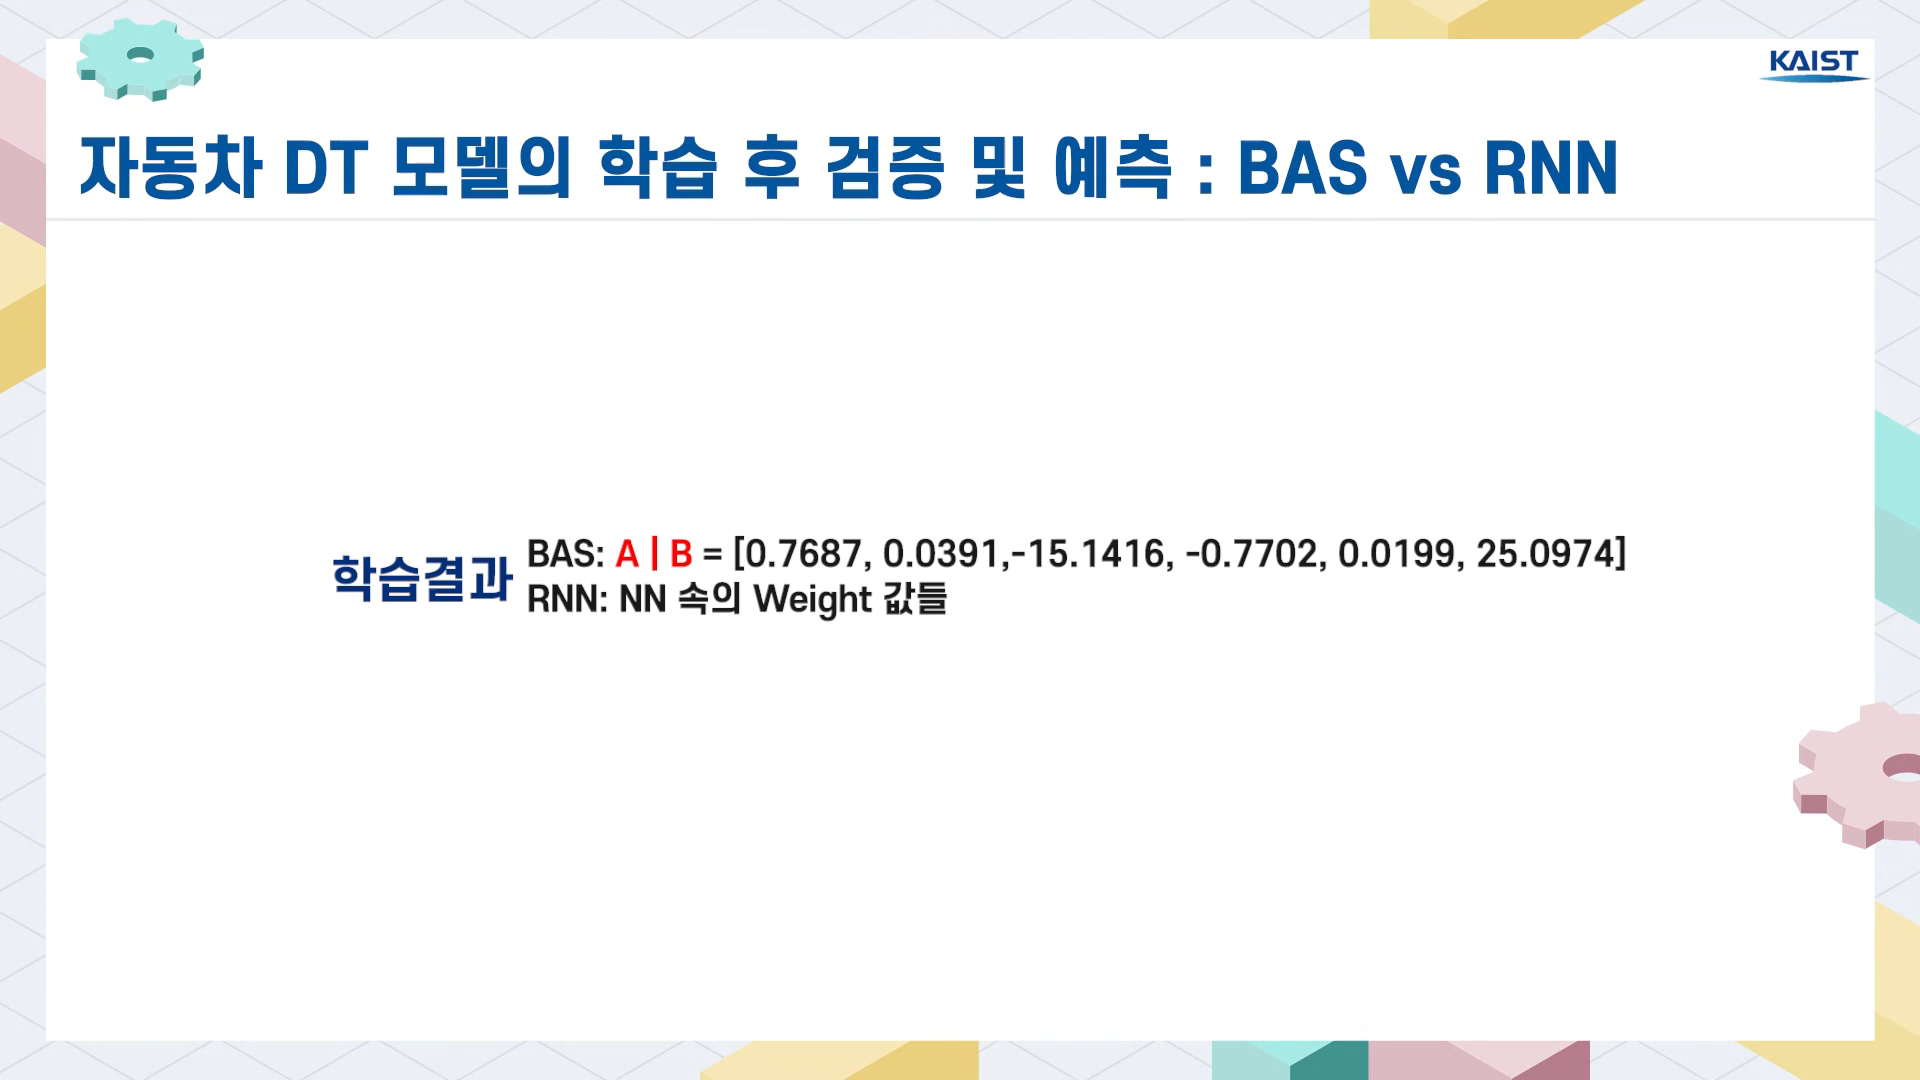 KAIST
자동차 DT 모델의 학습 후 검증 및 예측 : BAS vs RNN
학습결과
BAS: A | B = [0.7687, 0.0391,-15.1416, -0.7702, 0.0199, 25.0974]
RNN: NN 속의 Weight 값들